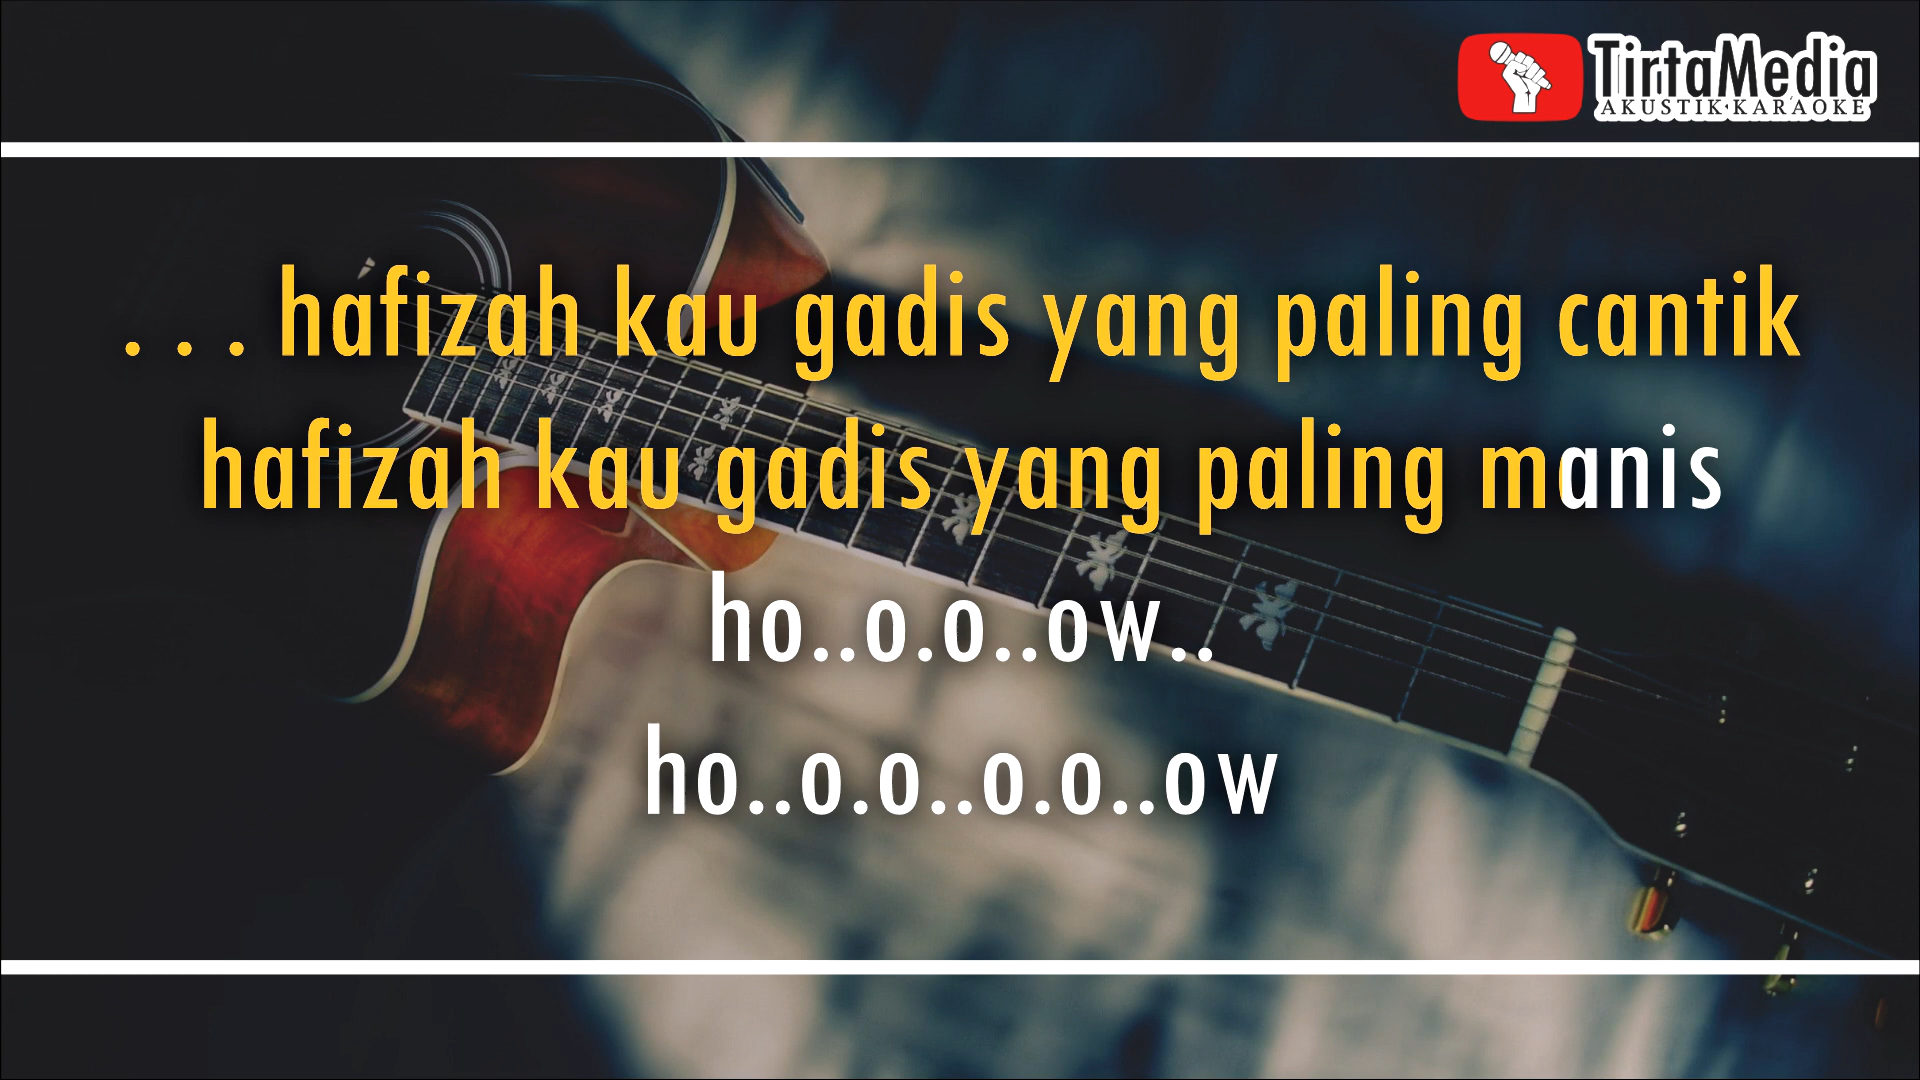 TirtaMedia
AKUSTIK KARAOKE
. . . hafizah kau gadis yang paling cantik
hafizah kau gadis yang paling manis
ho..o.o..ow..
ho..o.o..o.o..ow